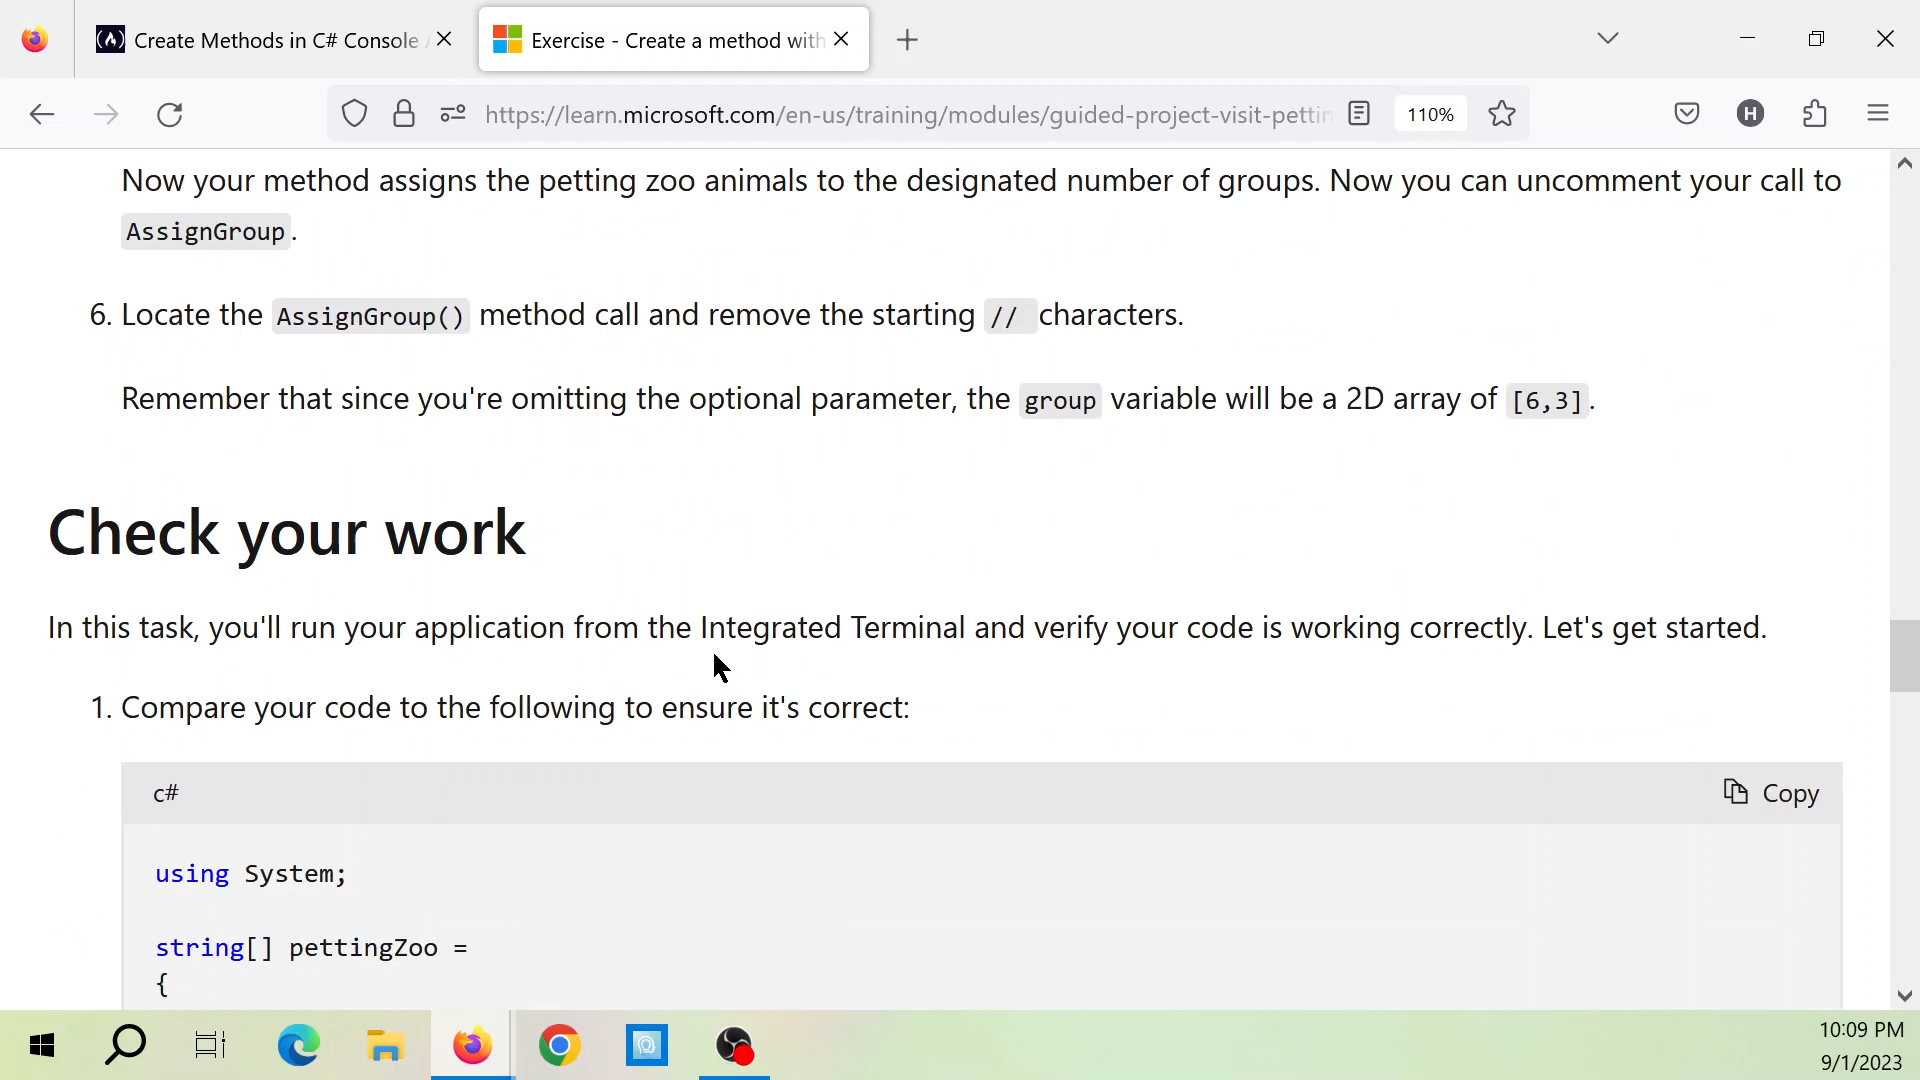 Create Methods in C# Console
Exercise - Create a method with
https://learn.microsoft.com/en-us/training/modules/guided-project-visit-pettin
110%
H
Now your method assigns the petting zoo animals to the designated number of groups. Now you can uncomment your call to
AssignGroup.
6. Locate the AssignGroup() method call and remove the starting // characters.
Remember that since you're omitting the optional parameter, the group variable will be a 2D array of [6,3].
Check your work
In this task, you'll run your application from the Integrated Terminal and verify your code is working correctly. Let's get started.
1. Compare your code to the following to ensure it's correct:
c#
Copy
using System;
string[] pettingZoo =
{
10:09 PM
9/1/2023